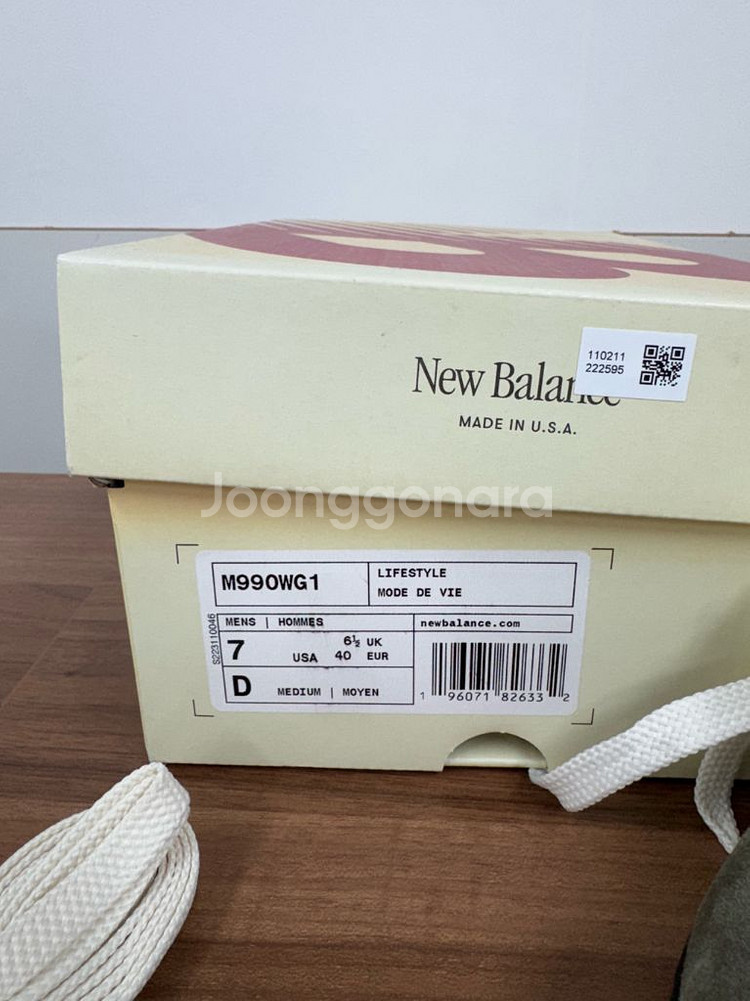 110211
222595
New Balance
MADE IN U.S.A.
Joonggonara
M990WG1
LIFESTYLE
MODE DE VIE
S223110046
MENS | HOMMES
newbalance.com
7 USA 6½ UK
40 EUR
D MEDIUM | MOYEN
1 96071 82633 2